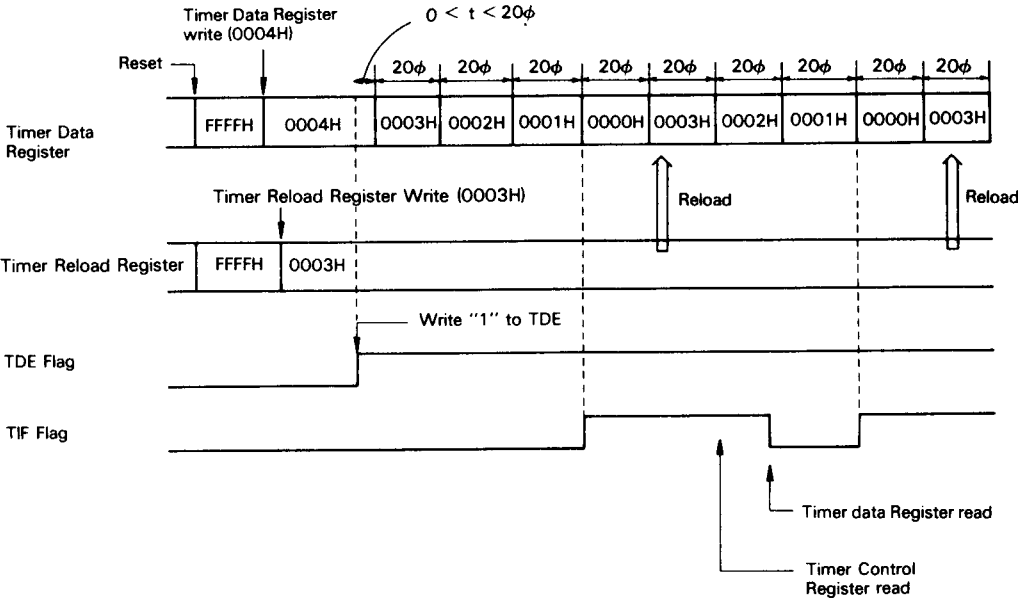 Timer Data Register
write (0004H)
0 < t < 20φ
Reset
20φ 20φ 20φ 20φ 20φ 20φ 20φ 20φ 20φ
Timer Data
Register
FFFFH 0004H 0003H 0002H 0001H 0000H 0003H 0002H 0001H 0000H 0003H
Timer Reload Register Write (0003H)
Reload
Reload
Timer Reload Register
FFFFH 0003H
Write "1" to TDE
TDE Flag
TIF Flag
Timer data Register read
Timer Control
Register read